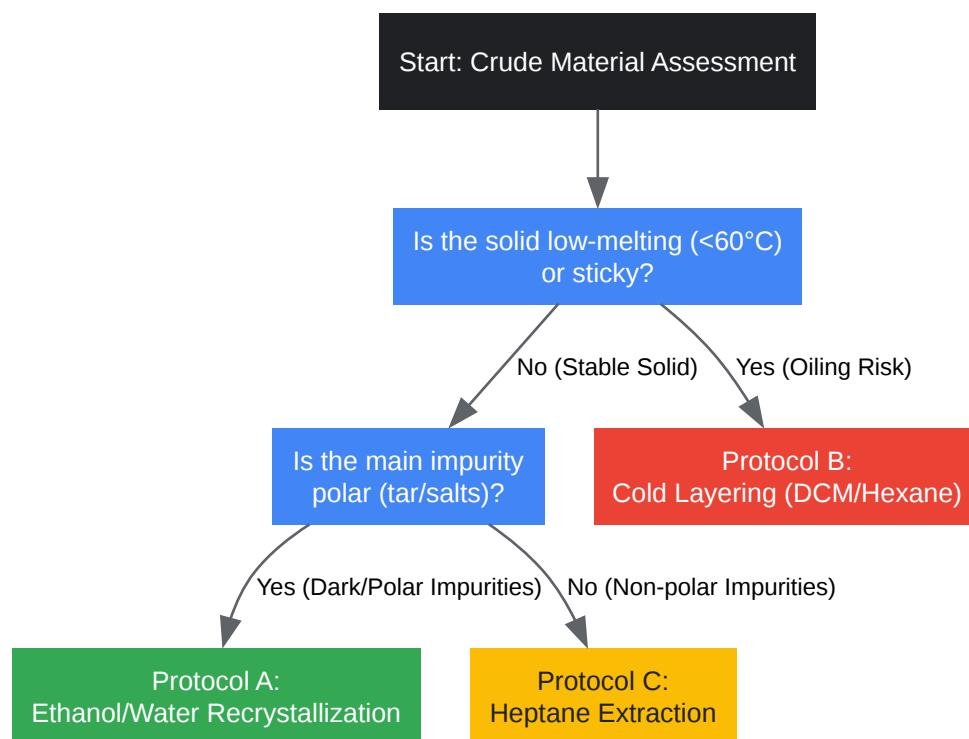 Start: Crude Material Assessment
Is the solid low-melting (<60°C)
or sticky?
No (Stable Solid)
Yes (Oiling Risk)
Is the main impurity
polar (tar/salts)?
Protocol B:
Cold Layering (DCM/Hexane)
Yes (Dark/Polar Impurities)
No (Non-polar Impurities)
Protocol A:
Ethanol/Water Recrystallization
Protocol C:
Heptane Extraction